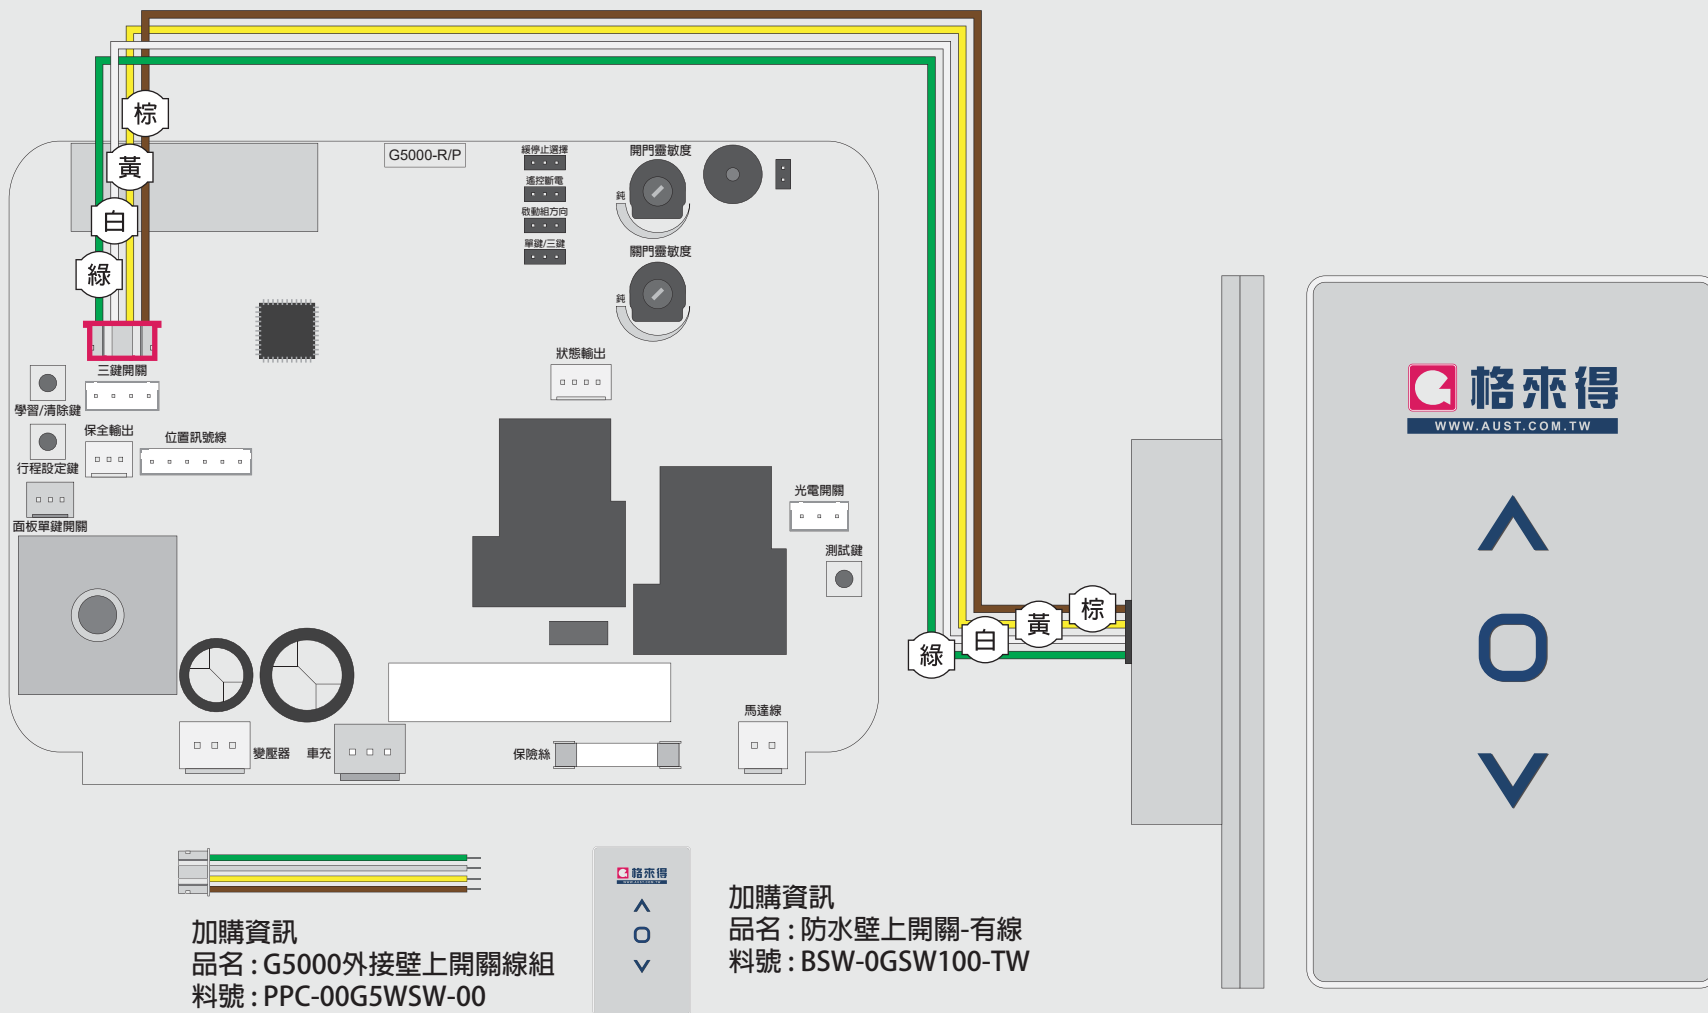 棕
黃
白
綠
G5000-R/P
緩停止選擇
遙控斷電
啟動組方向
單鍵/三鍵
開門靈敏度
鈍
關門靈敏度
鈍
三鍵開關
學習/清除鍵
保全輸出
位置訊號線
行程設定鍵
面板單鍵開關
狀態輸出
光電開關
測試鍵
變壓器
車充
保險絲
馬達線
棕
黃
白
綠
格來得
WWW.AUST.COM.TW
加購資訊
品名 : G5000外接壁上開關線組
料號 : PPC-00G5WSW-00
格來得
WWW.AUST.COM.TW
加購資訊
品名 : 防水壁上開關-有線
料號 : BSW-0GSW100-TW